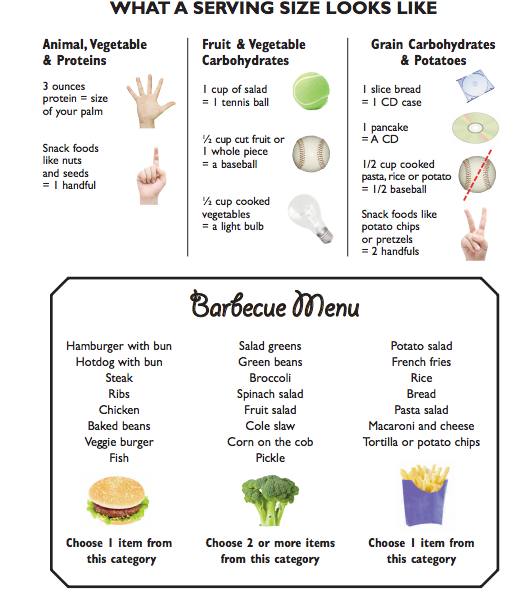 WHAT A SERVING SIZE LOOKS LIKE
Animal, Vegetable
& Proteins
3 ounces
protein = size
of your palm
Snack foods
like nuts
and seeds
= 1 handful
Fruit & Vegetable
Carbohydrates
1 cup of salad
= 1 tennis ball
½ cup cut fruit or
1 whole piece
= a baseball
½ cup cooked
vegetables
= a light bulb
Grain Carbohydrates
& Potatoes
1 slice bread
= 1 CD case
1 pancake
= A CD
1/2 cup cooked
pasta, rice or potato
= 1/2 baseball
Snack foods like
potato chips
or pretzels
= 2 handfuls
Barbecue Menu
Hamburger with bun
Hotdog with bun
Steak
Ribs
Chicken
Baked beans
Veggie burger
Fish
Choose 1 item from
this category
Salad greens
Green beans
Broccoli
Spinach salad
Fruit salad
Cole slaw
Corn on the cob
Pickle
Choose 2 or more items
from this category
Potato salad
French fries
Rice
Bread
Pasta salad
Macaroni and cheese
Tortilla or potato chips
Choose 1 item from
this category